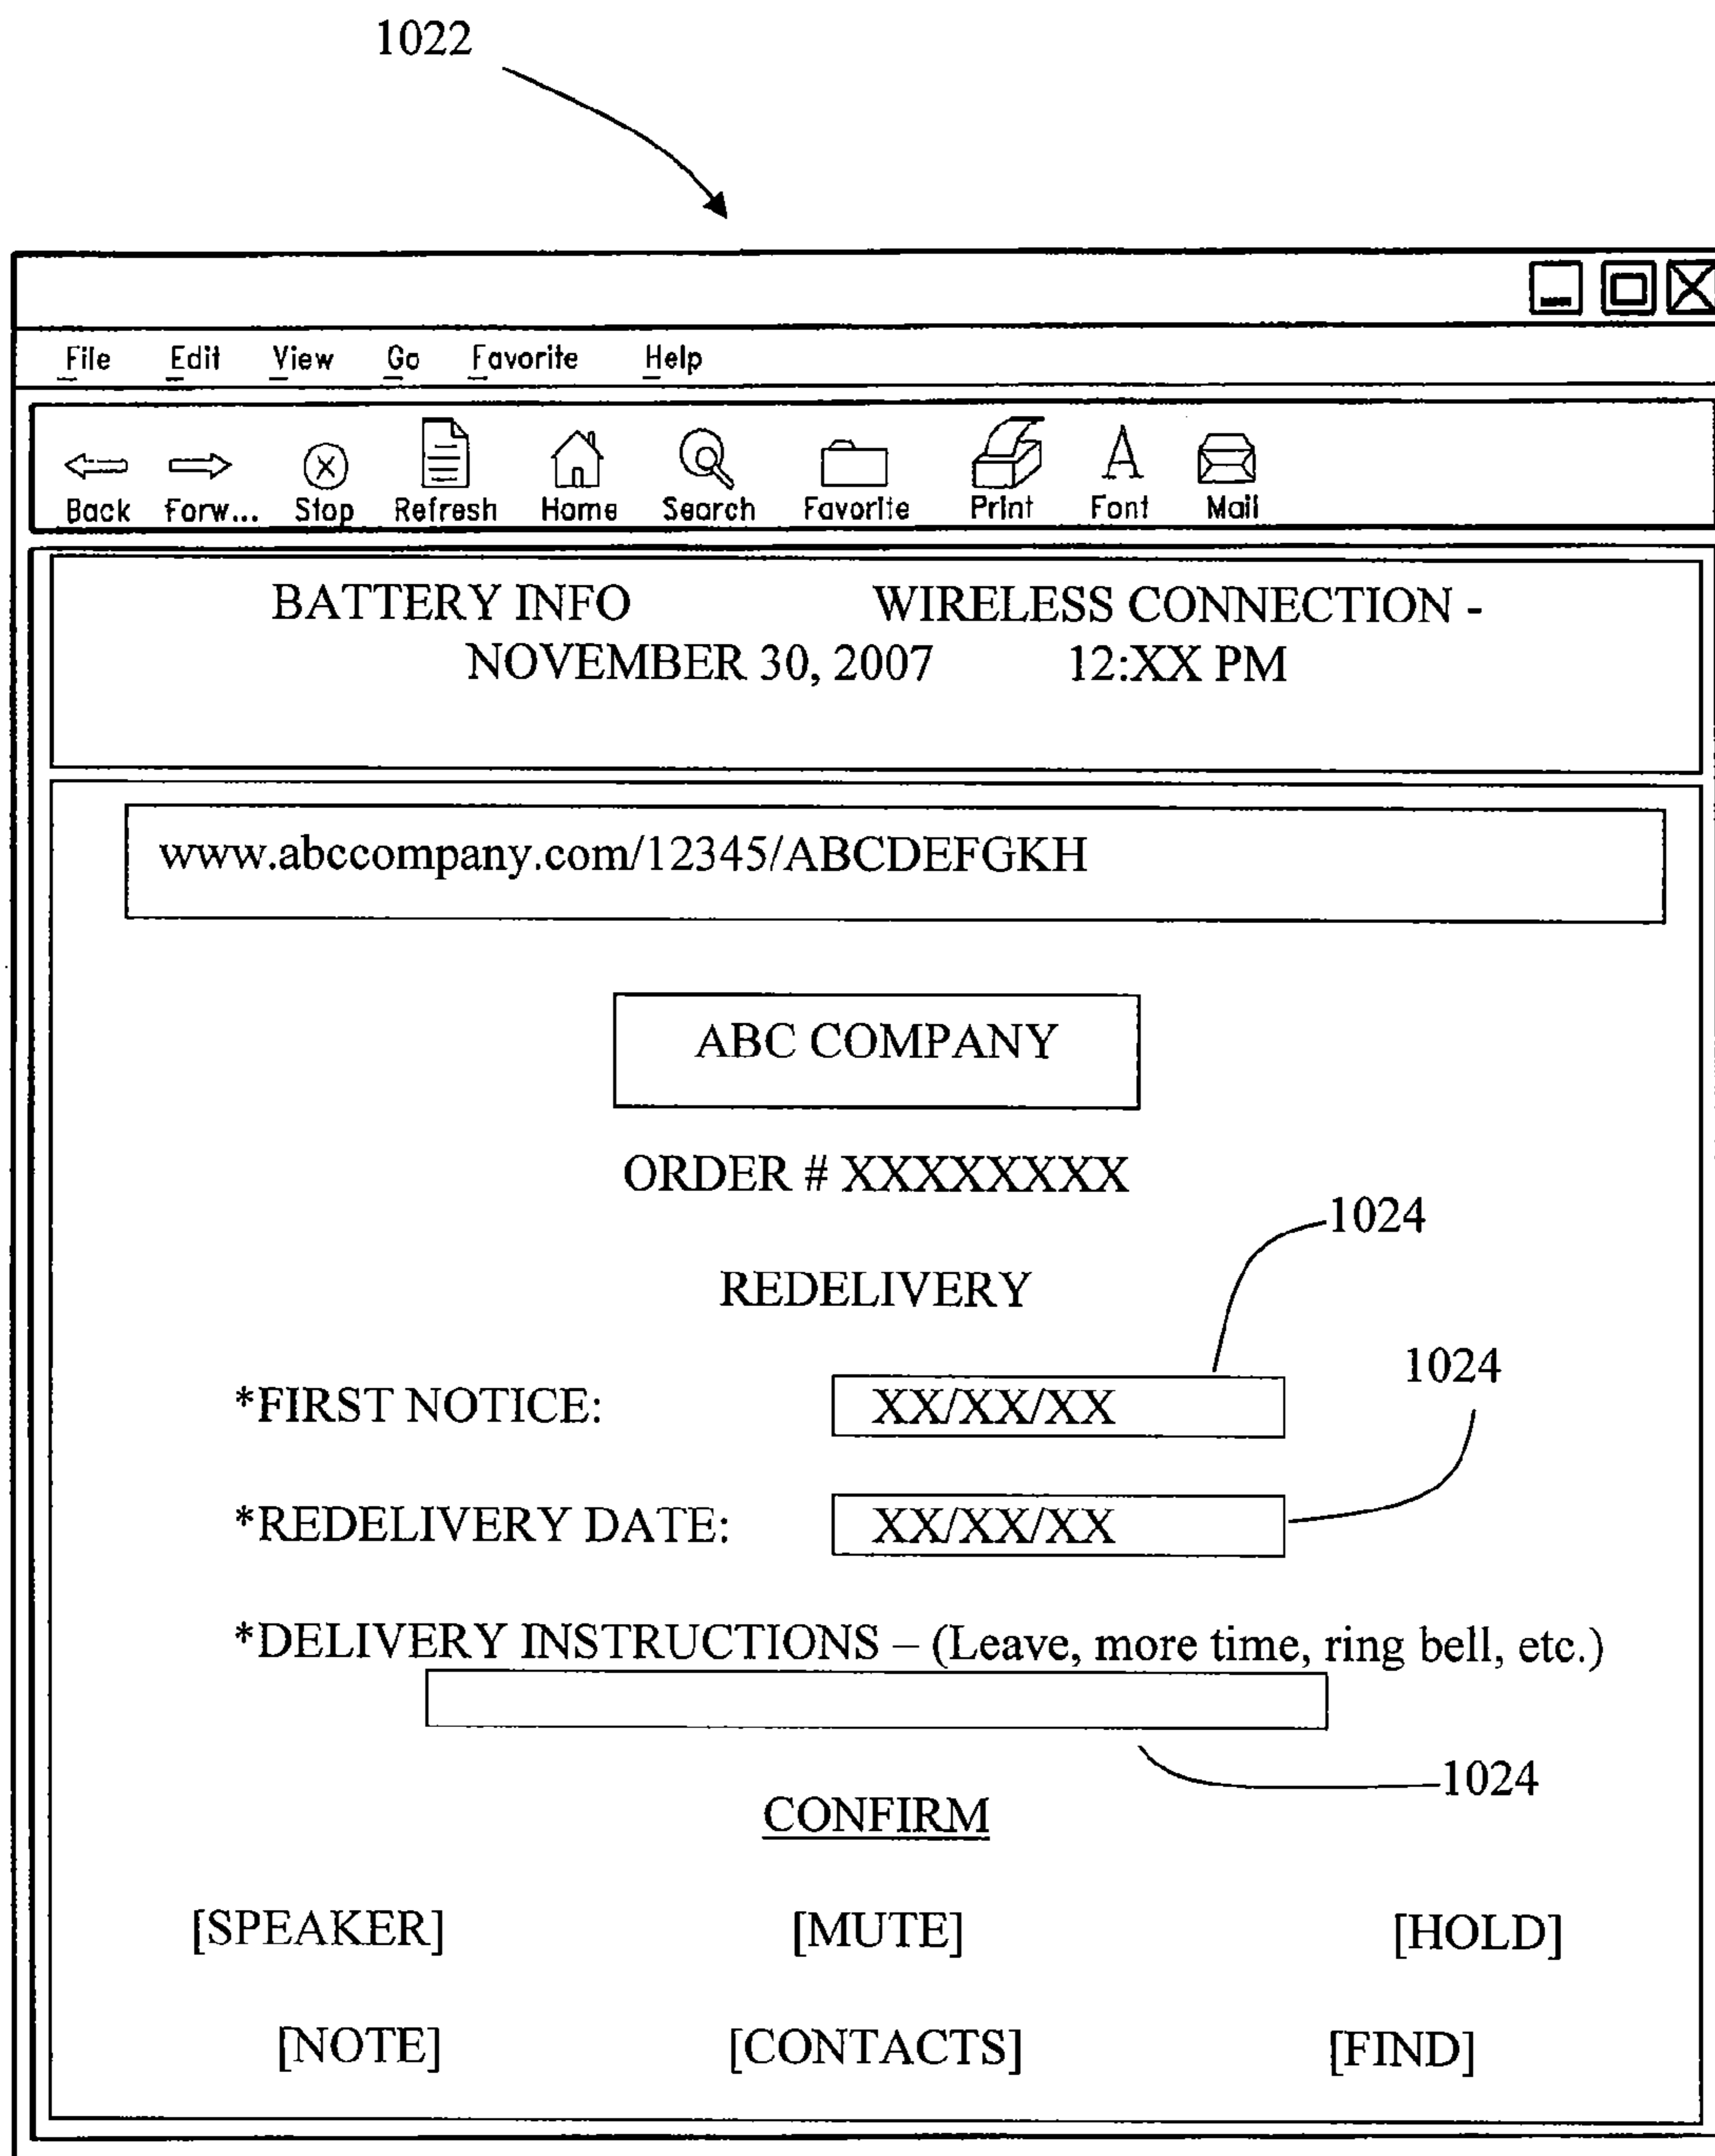 1022
File Edit View Go Favorite Help
Back Forw... Stop Refresh Home Search Favorite Print Font Mail
BATTERY INFO WIRELESS CONNECTION -
NOVEMBER 30, 2007 12:XX PM
www.abccompany.com/12345/ABCDEFGKH
ABC COMPANY
ORDER # XXXXXXXX
1024
REDELIVERY
1024
*FIRST NOTICE: XX/XX/XX
*REDELIVERY DATE: XX/XX/XX
*DELIVERY INSTRUCTIONS – (Leave, more time, ring bell, etc.)
1024
CONFIRM
[SPEAKER] [MUTE] [HOLD]
[NOTE] [CONTACTS] [FIND]